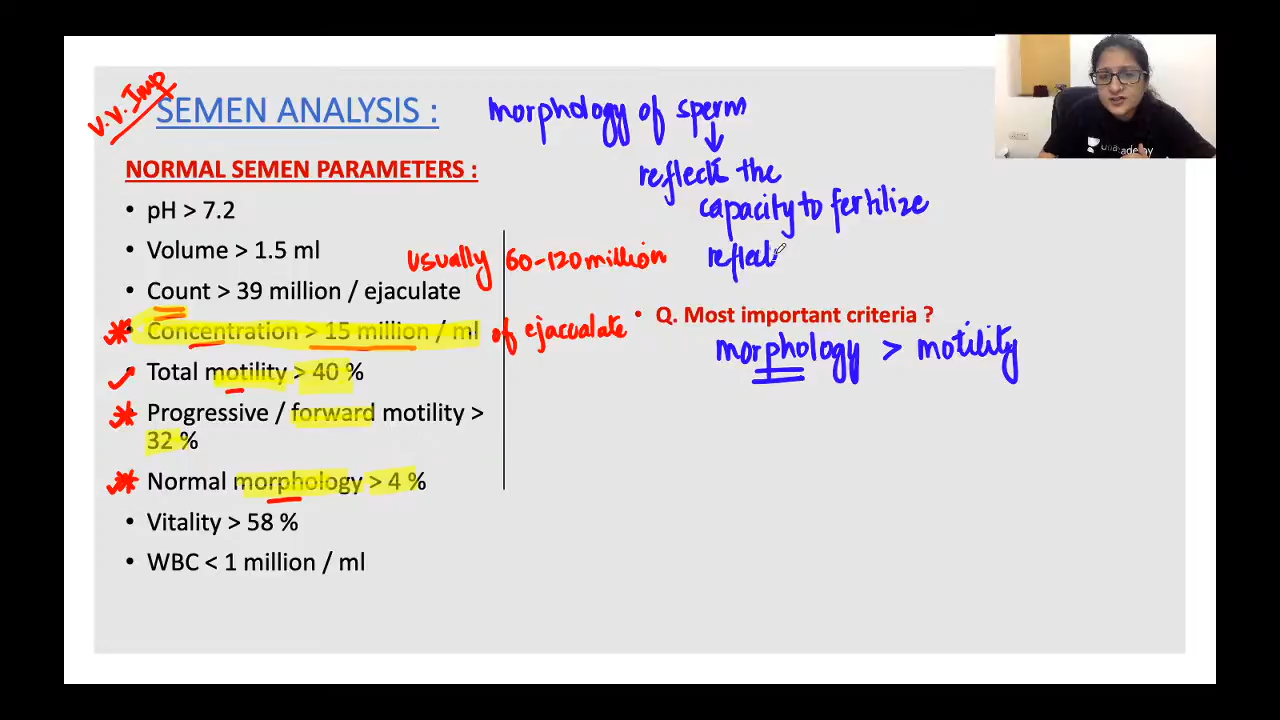 V.V. Imp
SEMEN ANALYSIS :
NORMAL SEMEN PARAMETERS :
• pH > 7.2
• Volume > 1.5 ml
• Count > 39 million / ejaculate
• Concentration > 15 million / ml
• Total motility > 40 %
• Progressive / forward motility >
32 %
• Normal morphology > 4 %
• Vitality > 58 %
• WBC < 1 million / ml
usually 60-120 million
of ejaculate
morphology of sperm
↓
reflects the
capacity to fertilize
• Q. Most important criteria ?
morphology > motility